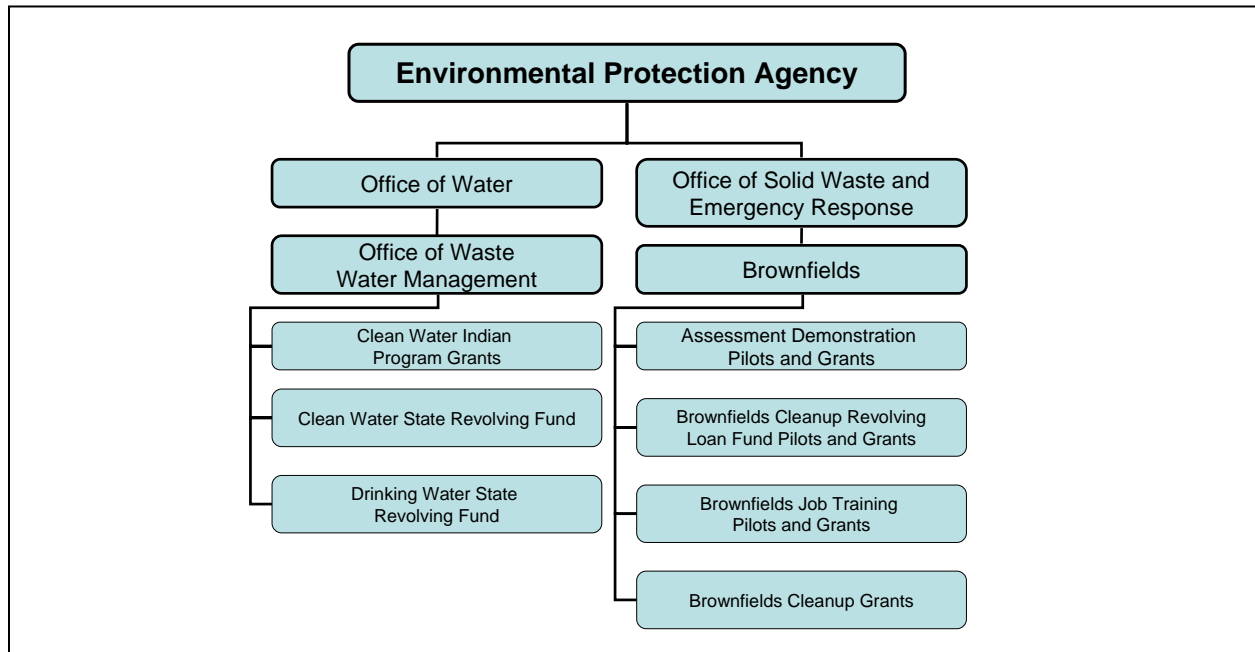 Environmental Protection Agency
Office of Water
Office of Solid Waste and
Emergency Response
Office of Waste
Water Management
Brownfields
Clean Water Indian
Program Grants
Clean Water State Revolving Fund
Drinking Water State
Revolving Fund
Assessment Demonstration
Pilots and Grants
Brownfields Cleanup Revolving
Loan Fund Pilots and Grants
Brownfields Job Training
Pilots and Grants
Brownfields Cleanup Grants